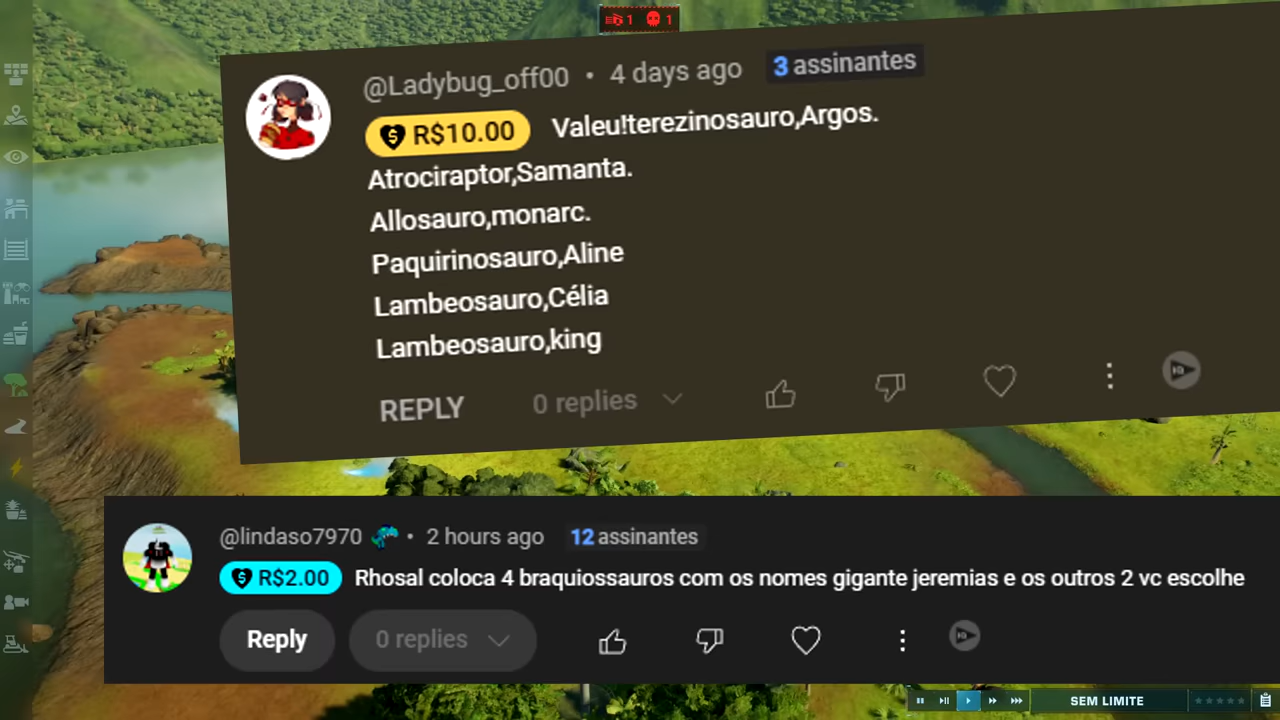 1 1
@Ladybug_off00 • 4 days ago 3 assinantes
R$10.00 Valeu!terezinosauro,Argos.
Atrociraptor,Samanta.
Allosauro,monarc.
Paquirinosauro,Aline
Lambeosauro,Célia
Lambeosauro,king
REPLY 0 replies
@lindaso7970 • 2 hours ago 12 assinantes
R$2.00 Rhosal coloca 4 braquiossauros com os nomes gigante jeremias e os outros 2 vc escolhe
Reply 0 replies
SEM LIMITE